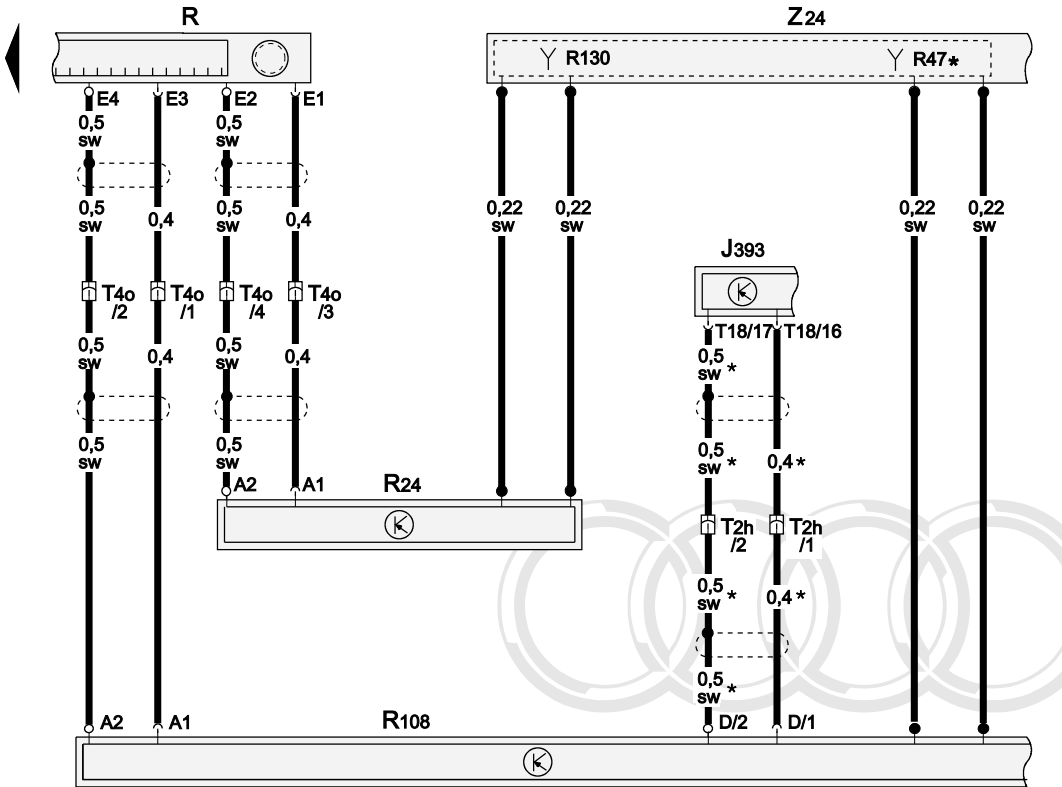 R
Z24
R130
R47*
E4
E3
E2
E1
0,5
sw
0,5
sw
0,5
sw
0,4
0,5
sw
0,4
0,22
sw
0,22
sw
0,22
sw
0,22
sw
J393
T4o
/2
T4o
/1
T4o
/4
T4o
/3
T18/17
T18/16
0,5
sw
0,4
0,5
sw
0,4
0,5
sw *
0,5
sw
0,5
sw
0,5
sw *
0,4 *
A2
A1
R24
T2h
/2
T2h
/1
0,5
sw *
0,4 *
0,5
sw *
A2
A1
R108
D/2
D/1